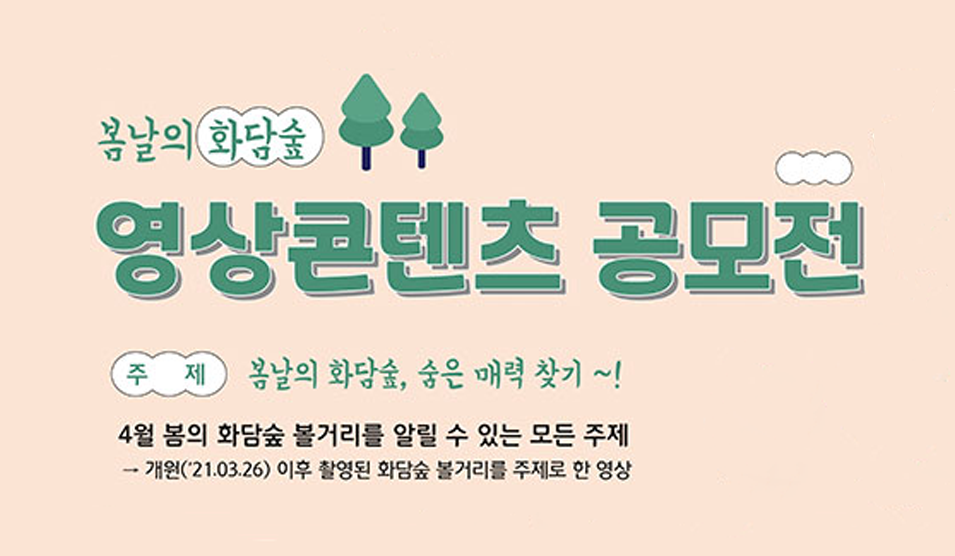 봄날의 화담숲
영상콘텐츠 공모전
주 제 봄날의 화담숲, 숨은 매력 찾기 ~!
4월 봄의 화담숲 볼거리를 알릴 수 있는 모든 주제
→ 개원('21.03.26) 이후 촬영된 화담숲 볼거리를 주제로 한 영상